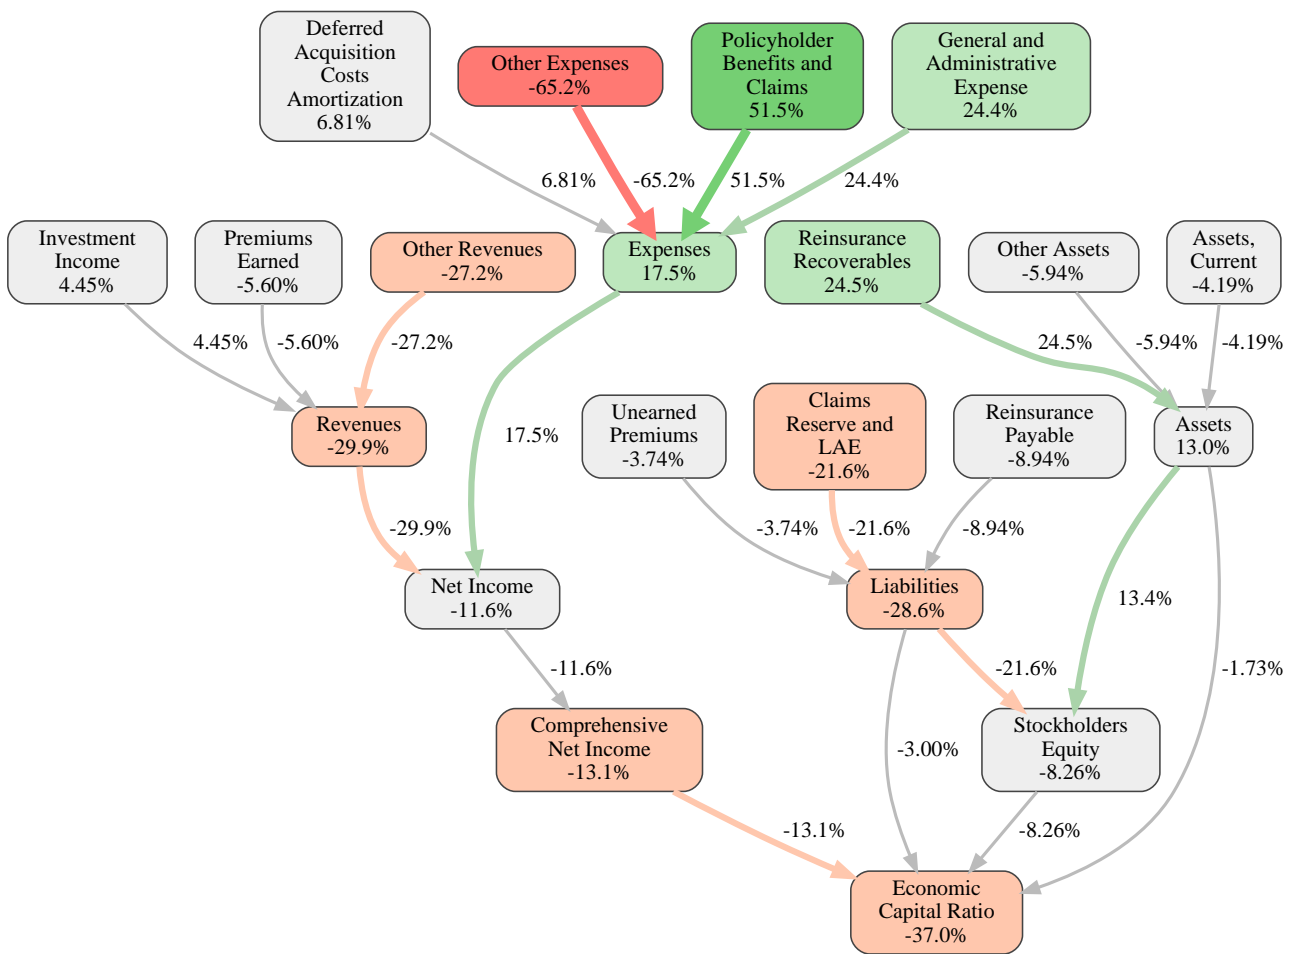 Deferred
Acquisition
Costs
Amortization
6.81%
Other Expenses
-65.2%
Policyholder
Benefits and
Claims
51.5%
General and
Administrative
Expense
24.4%
6.81%
-65.2%
51.5%
24.4%
Investment
Income
4.45%
Premiums
Earned
-5.60%
Other Revenues
-27.2%
Expenses
17.5%
Reinsurance
Recoverables
24.5%
Other Assets
-5.94%
Assets,
Current
-4.19%
4.45%
-5.60%
-27.2%
24.5%
-5.94%
-4.19%
Revenues
-29.9%
17.5%
Unearned
Premiums
-3.74%
Claims
Reserve and
LAE
-21.6%
Reinsurance
Payable
-8.94%
Assets
13.0%
-29.9%
-3.74%
-21.6%
-8.94%
Net Income
-11.6%
Liabilities
-28.6%
13.4%
-11.6%
-21.6%
-1.73%
Comprehensive
Net Income
-13.1%
-3.00%
Stockholders
Equity
-8.26%
-13.1%
-8.26%
Economic
Capital Ratio
-37.0%